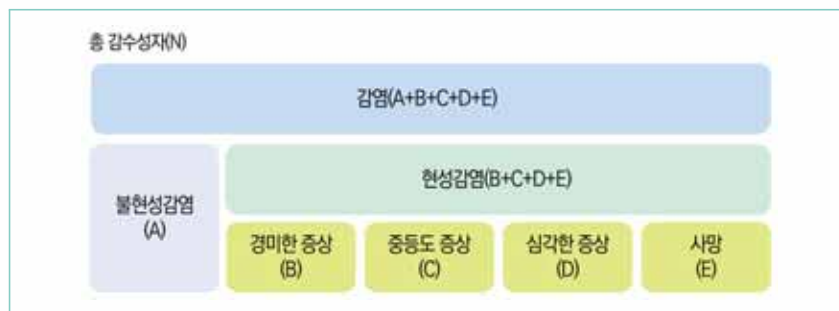 총 감수성자(N)
감염(A+B+C+D+E)
불현성감염
(A)
현성감염(B+C+D+E)
경미한 증상
(B)
중등도 증상
(C)
심각한 증상
(D)
사망
(E)